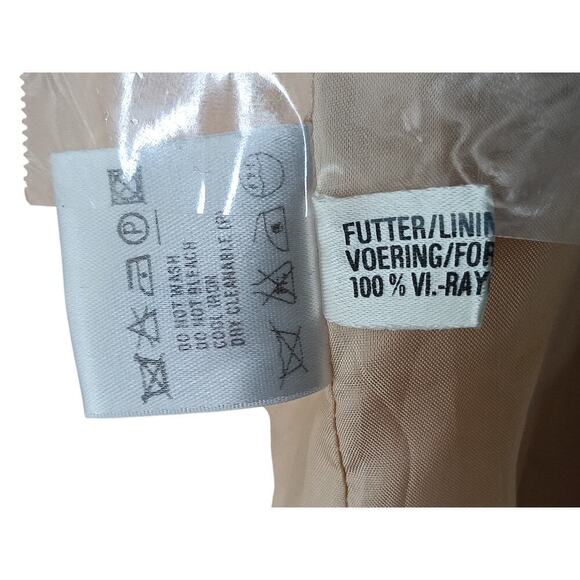 DO NOT WASH
DO NOT BLEACH
COOL IRON
DRY CLEANABLE (P)
P
FUTTER/LININ
VOERING/FOR
100 % VI.-RAY